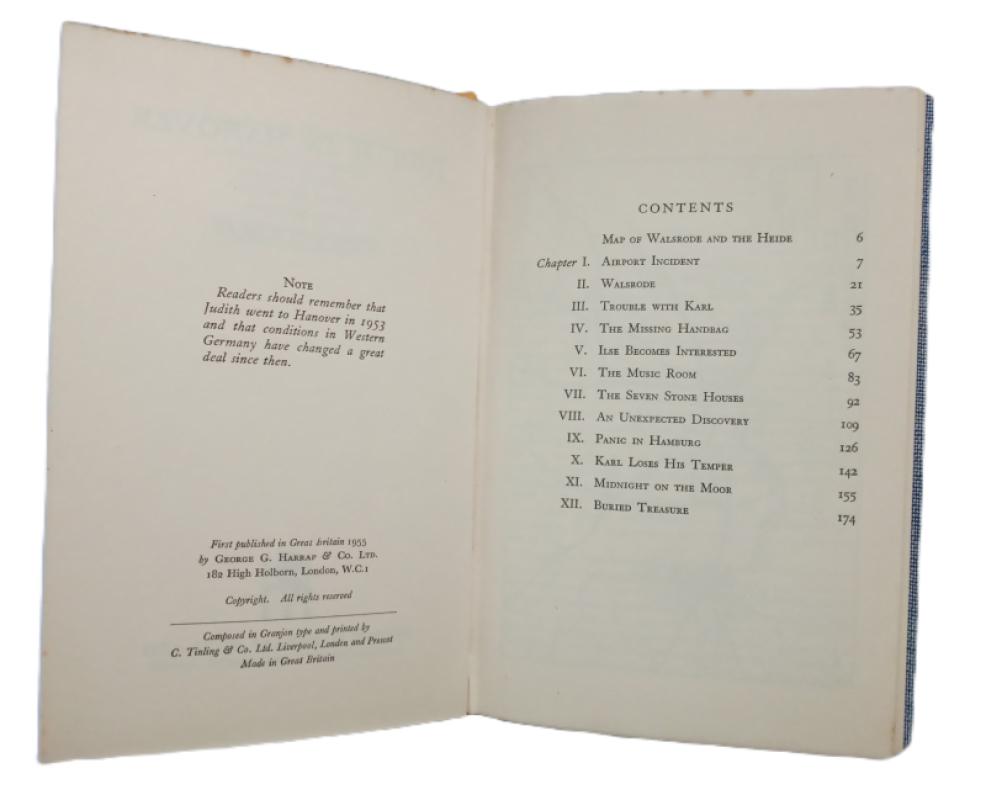 Note
Readers should remember that
Judith went to Hanover in 1953
and that conditions in Western
Germany have changed a great
deal since then.
First published in Great Britain 1955
by George G. Harrap & Co. Ltd.
182 High Holborn, London, W.C.1
Copyright. All rights reserved
Composed in Granjon type and printed by
C. Tinling & Co. Ltd. Liverpool, London and Prescot
Made in Great Britain
CONTENTS
Map of Walsrode and the Heide 6
Chapter I. Airport Incident 7
II. Walsrode 21
III. Trouble with Karl 35
IV. The Missing Handbag 53
V. Ilse Becomes Interested 67
VI. The Music Room 83
VII. The Seven Stone Houses 92
VIII. An Unexpected Discovery 109
IX. Panic in Hamburg 126
X. Karl Loses His Temper 142
XI. Midnight on the Moor 155
XII. Buried Treasure 174